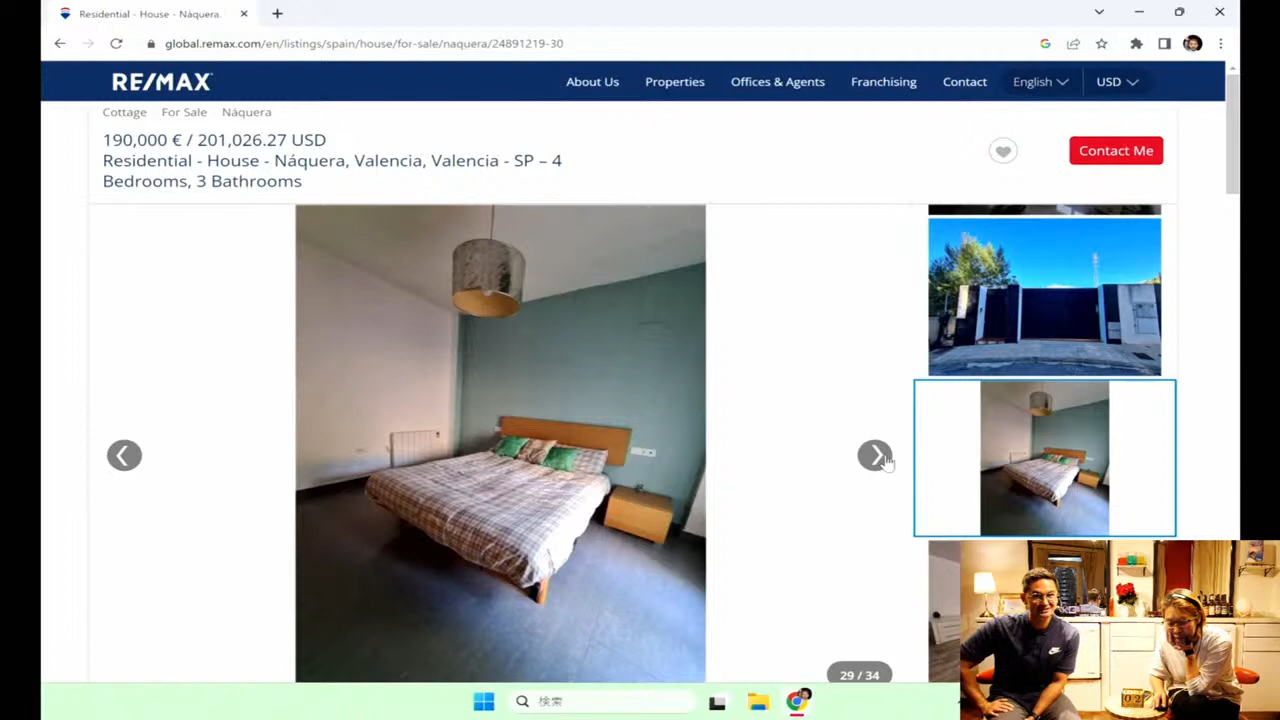 Residential - House - Náquera,
global.remax.com/en/listings/spain/house/for-sale/naquera/24891219-30
RE/MAX
About Us
Properties
Offices & Agents
Franchising
Contact
English
USD
Cottage
For Sale
Náquera
190,000 € / 201,026.27 USD
Residential - House - Náquera, Valencia, Valencia - SP – 4
Bedrooms, 3 Bathrooms
Contact Me
29 / 34
検索